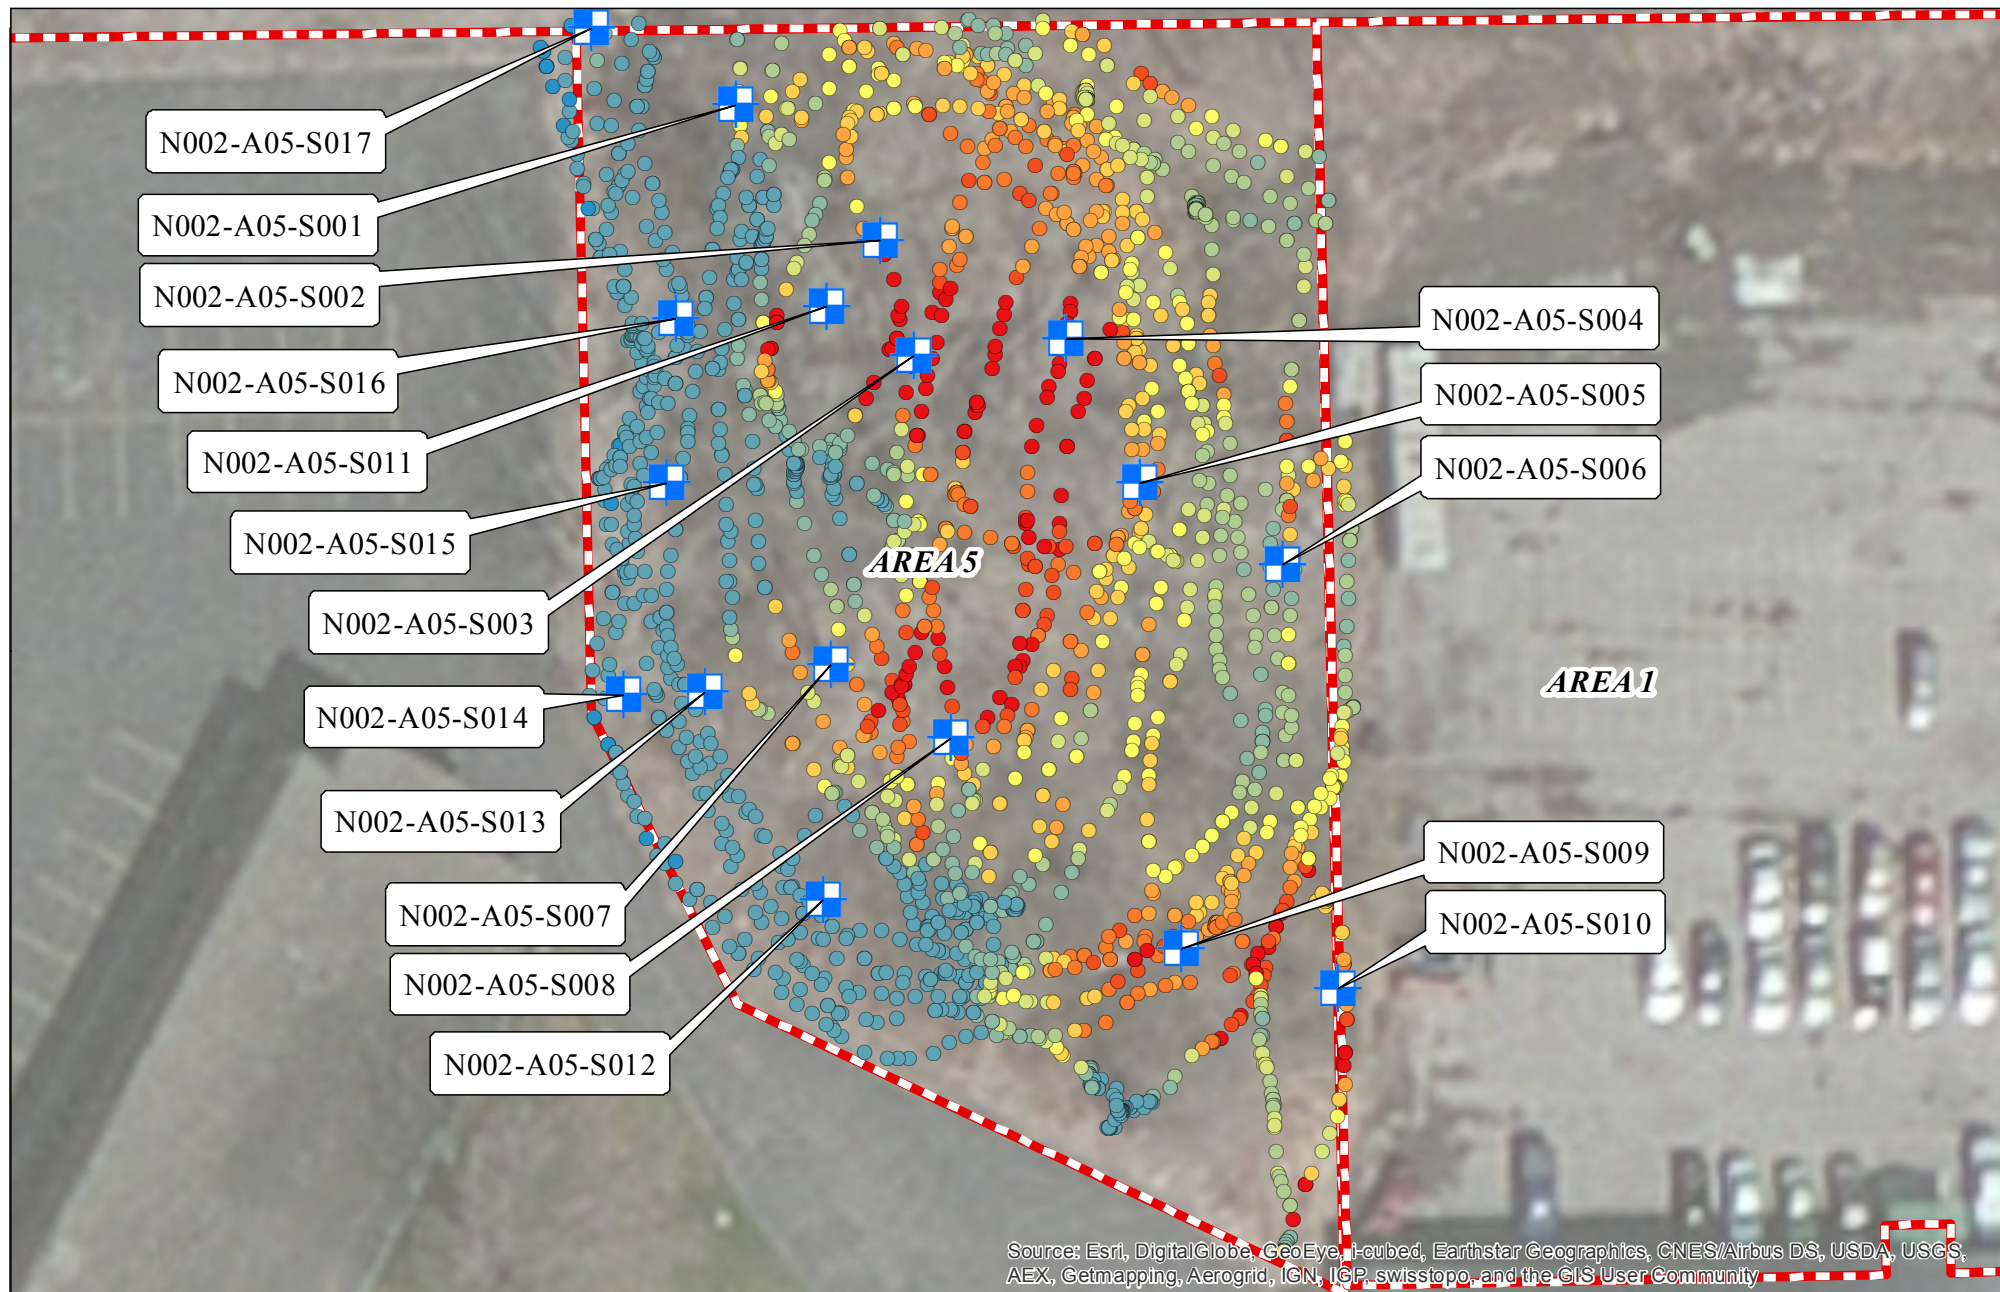 N002-A05-S017
N002-A05-S001
N002-A05-S002
N002-A05-S016
N002-A05-S011
N002-A05-S015
N002-A05-S003
N002-A05-S014
N002-A05-S013
N002-A05-S007
N002-A05-S008
N002-A05-S012
AREA 5
N002-A05-S004
N002-A05-S005
N002-A05-S006
AREA 1
N002-A05-S009
N002-A05-S010
Source: Esri, DigitalGlobe, GeoEye, i-cubed, Earthstar Geographics, CNES/Airbus DS, USDA, USGS,
AEX, Getmapping, Aerogrid, IGN, IGP, swisstopo, and the GIS User Community